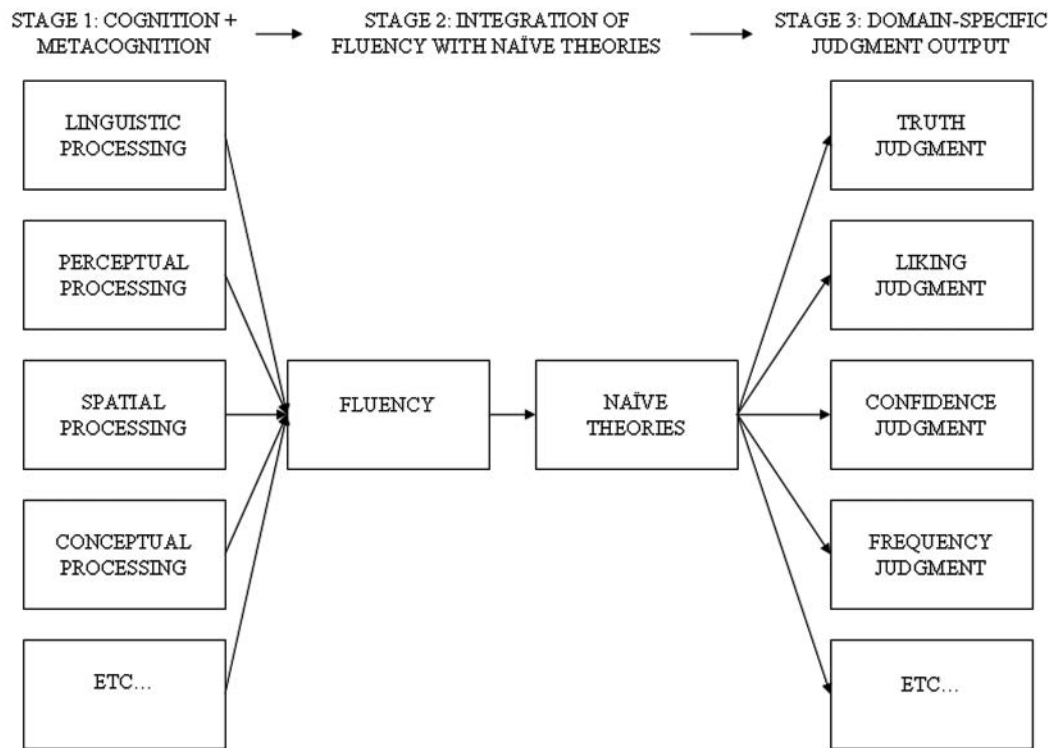 STAGE 1: COGNITION +
METACOGNITION
STAGE 2: INTEGRATION OF
FLUENCY WITH NAÏVE THEORIES
STAGE 3: DOMAIN-SPECIFIC
JUDGMENT OUTPUT
LINGUISTIC
PROCESSING
PERCEPTUAL
PROCESSING
SPATIAL
PROCESSING
CONCEPTUAL
PROCESSING
ETC...
FLUENCY
NAÏVE
THEORIES
TRUTH
JUDGMENT
LIKING
JUDGMENT
CONFIDENCE
JUDGMENT
FREQUENCY
JUDGMENT
ETC...